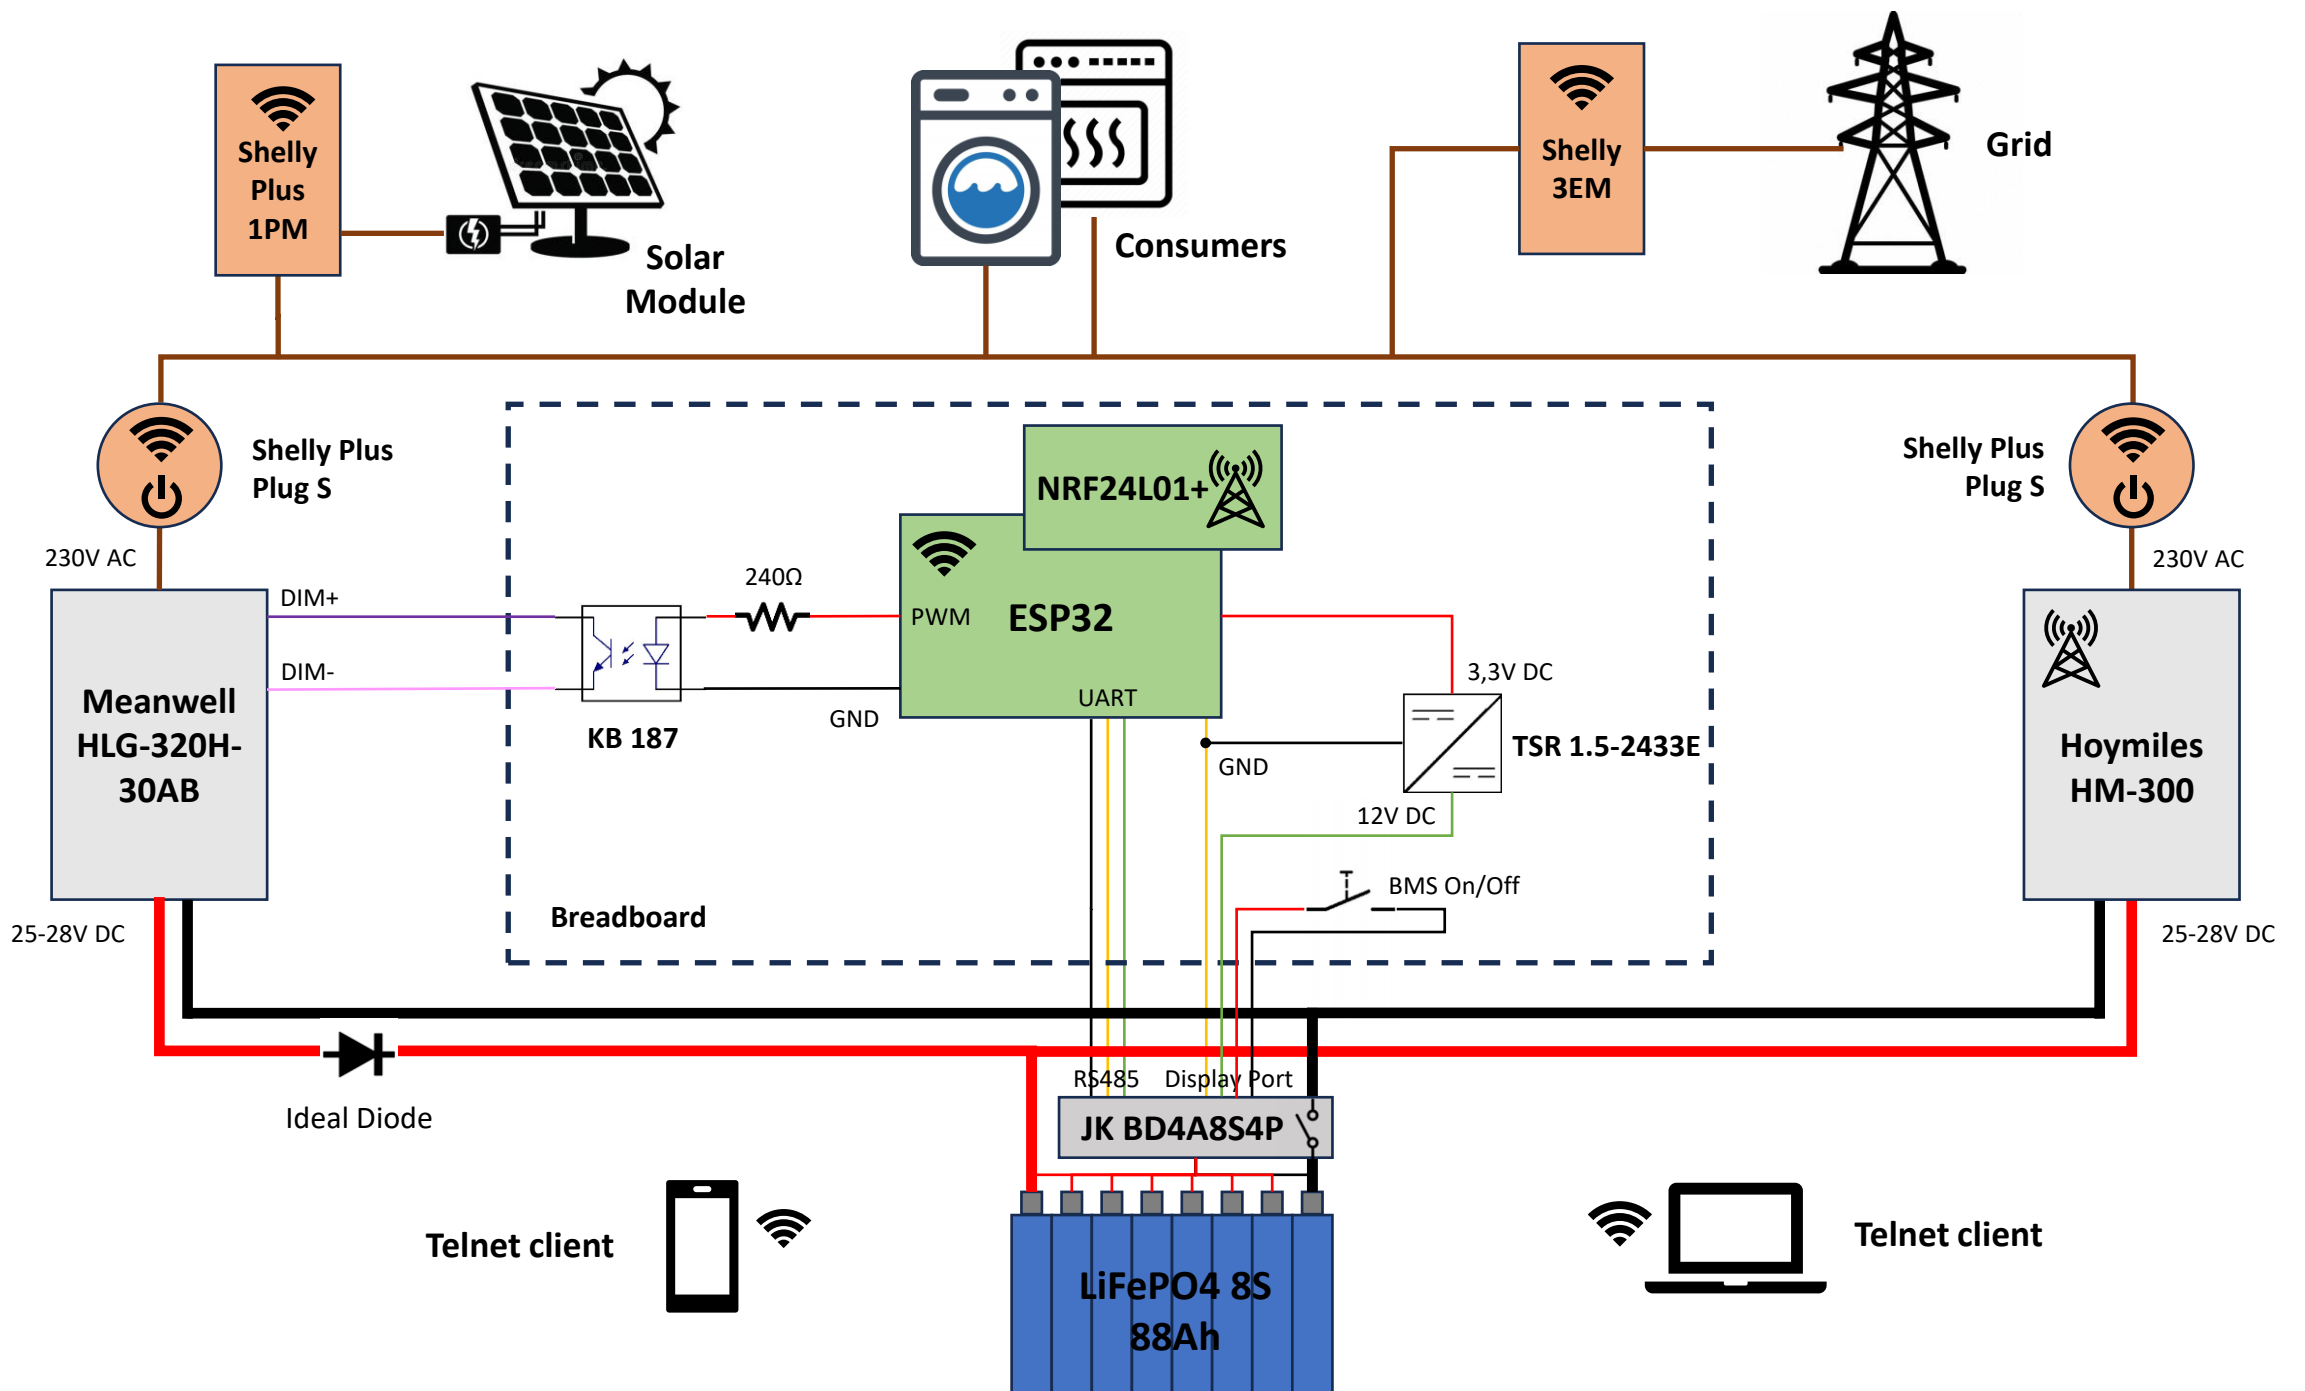 Shelly
Plus
1PM
Solar
Module
Consumers
Shelly
3EM
Grid
Shelly Plus
Plug S
Shelly Plus
Plug S
NRF24L01+
230V AC
230V AC
240Ω
DIM+
PWM
ESP32
DIM-
3,3V DC
UART
GND
Meanwell
HLG-320H-
30AB
KB 187
TSR 1.5-2433E
GND
Hoymiles
HM-300
12V DC
BMS On/Off
Breadboard
25-28V DC
25-28V DC
RS485
Display Port
Ideal Diode
JK BD4A8S4P
Telnet client
Telnet client
LiFePO4 8S
88Ah